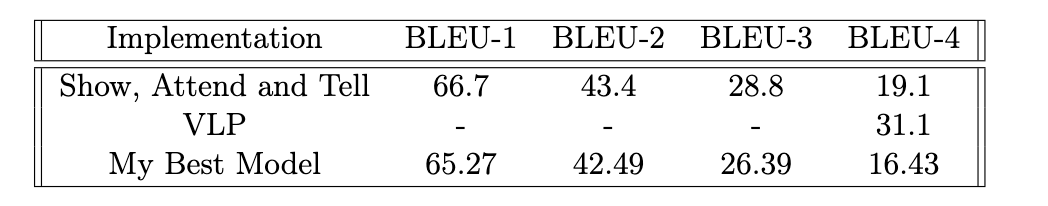 Implementation BLEU-1 BLEU-2 BLEU-3 BLEU-4
Show, Attend and Tell 66.7 43.4 28.8 19.1
VLP - - - 31.1
My Best Model 65.27 42.49 26.39 16.43